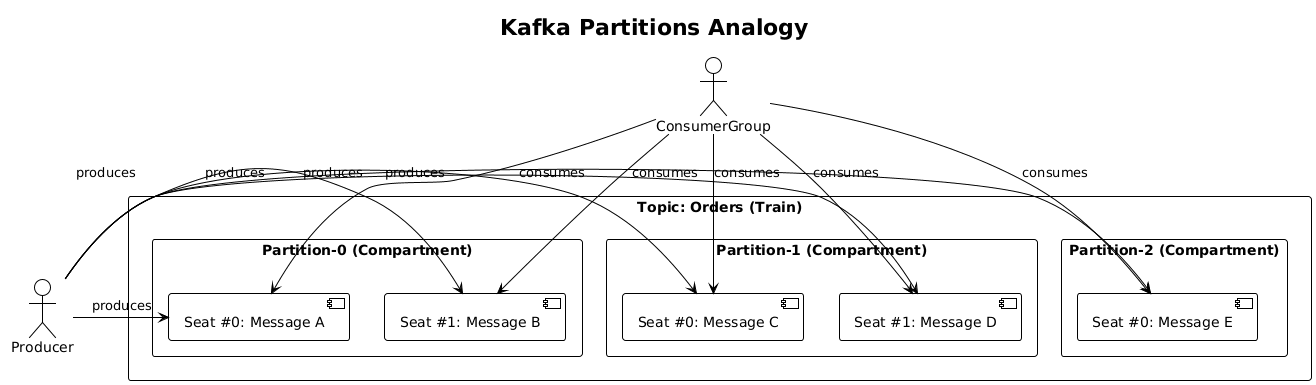 Kafka Partitions Analogy
ConsumerGroup
produces
produces
produces
produces
consumes
consumes
consumes
consumes
consumes
Topic: Orders (Train)
Partition-0 (Compartment)
Partition-1 (Compartment)
Partition-2 (Compartment)
produces
Seat #0: Message A
Seat #1: Message B
Seat #0: Message C
Seat #1: Message D
Seat #0: Message E
Producer